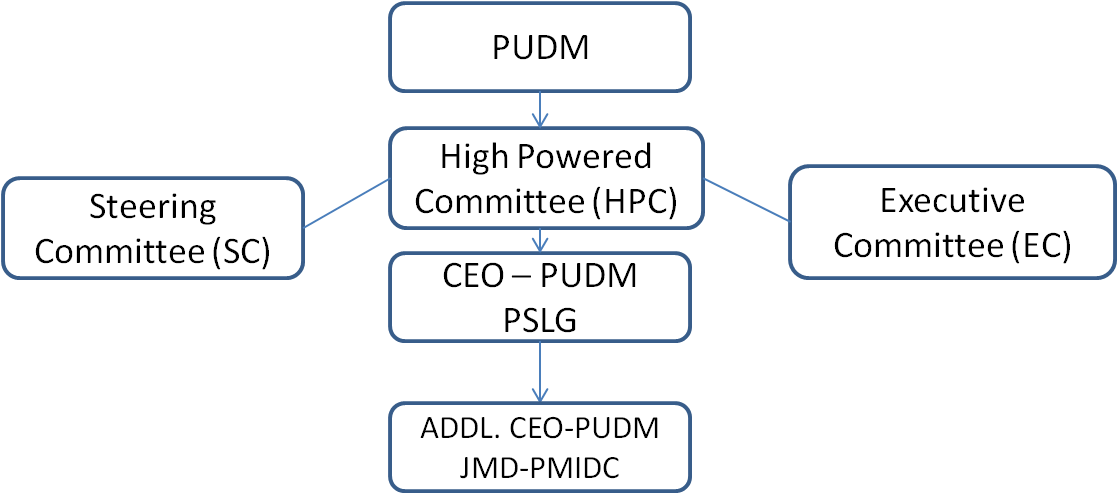 PUDM
High Powered
Committee (HPC)
Steering
Committee (SC)
Executive
Committee (EC)
CEO – PUDM
PSLG
ADDL. CEO-PUDM
JMD-PMIDC